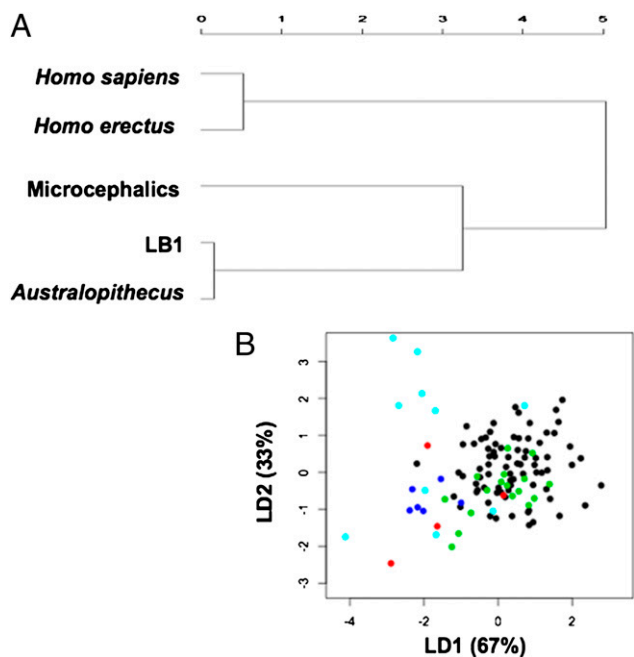 A
0 1 2 3 4 5
Homo sapiens
Homo erectus
Microcephalics
LB1
Australopithecus
B
3
2
1
0
-1
-2
-3
LD2 (33%)
-4 -2 0 2
LD1 (67%)